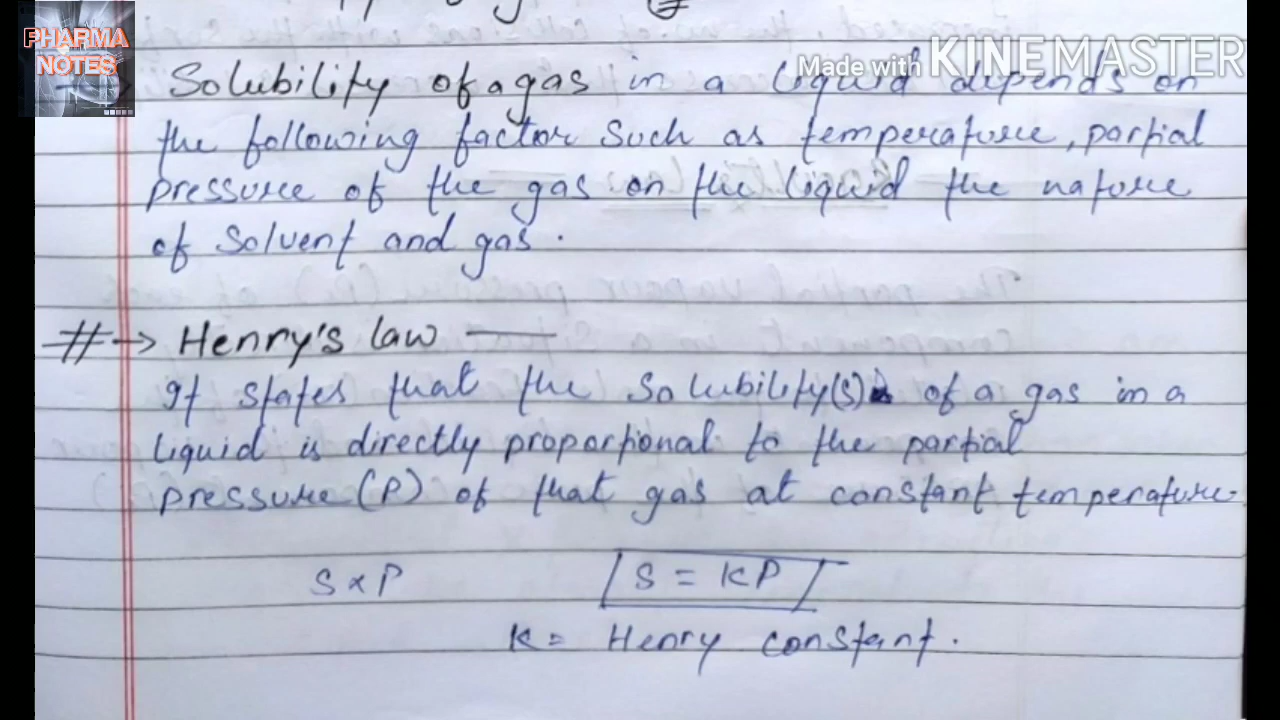 PHARMA
NOTES
Made with KINEMASTER
Solubility of a gas in a liquid depends on
the following factor such as temperature, partial
pressure of the gas on the liquid the nature
of solvent and gas.
#→ Henry's law —
It states that the solubility(s) of a gas in a
liquid is directly proportional to the partial
pressure (P) of that gas at constant temperature.
S ∝ P
S = KP
K = Henry constant.